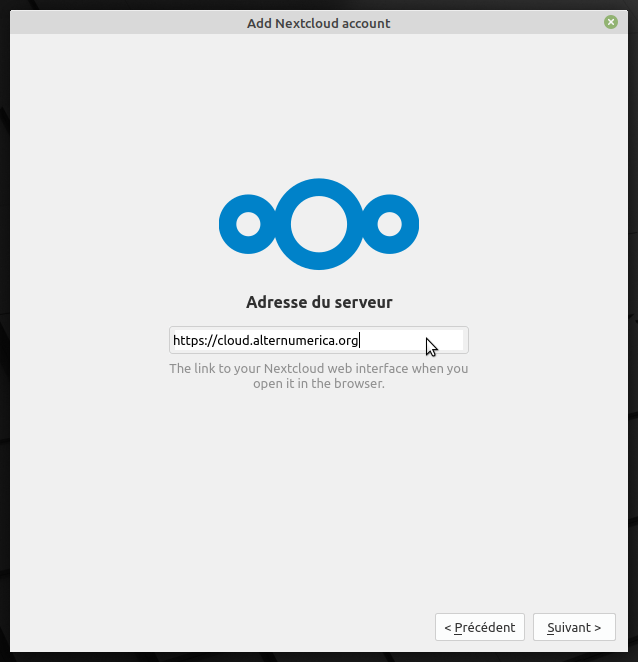 Add Nextcloud account
Adresse du serveur
https://cloud.alternumerica.org
The link to your Nextcloud web interface when you
open it in the browser.
< Précédent
Suivant >